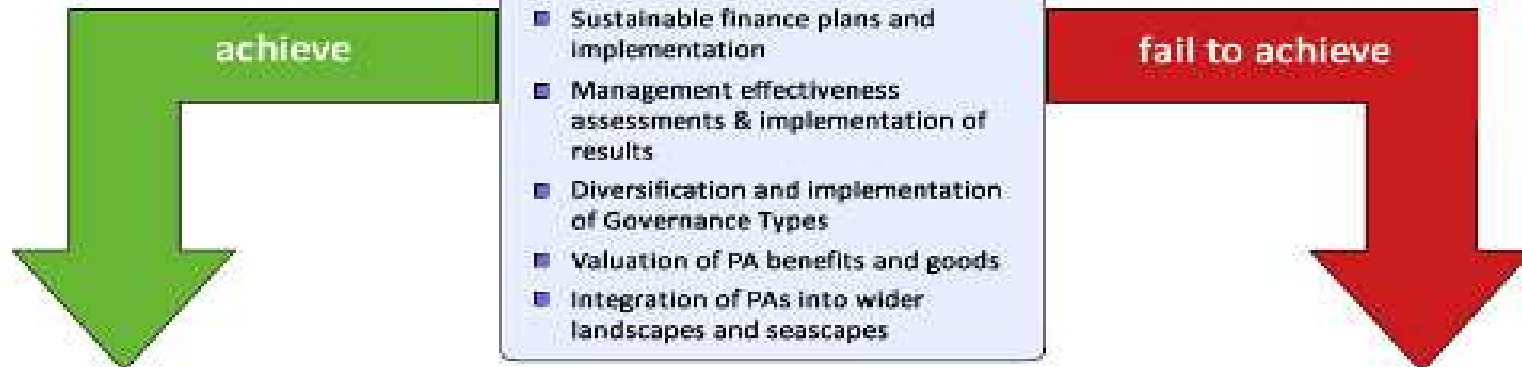 achieve
Sustainable finance plans and
implementation
Management effectiveness
assessments & implementation of
results
Diversification and implementation
of Governance Types
Valuation of PA benefits and goods
Integration of PAs into wider
landscapes and seascapes
fail to achieve